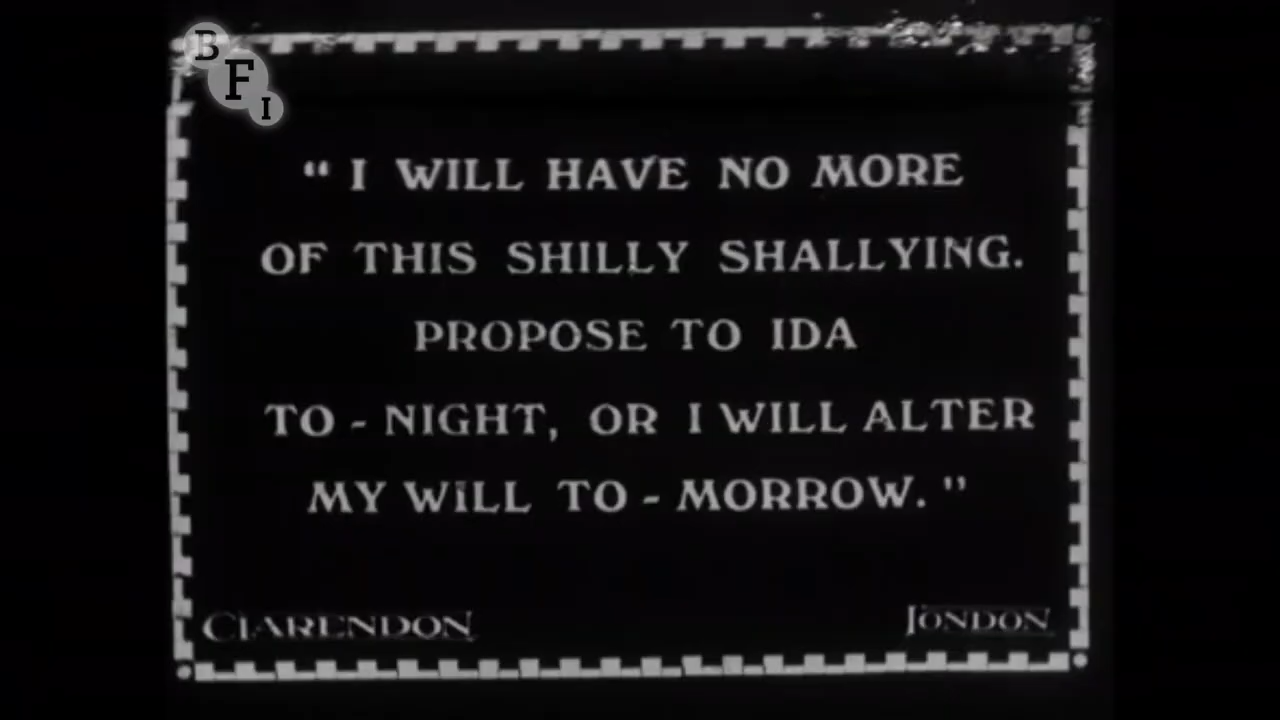 BFI
“ I WILL HAVE NO MORE
OF THIS SHILLY SHALLYING.
PROPOSE TO IDA
TO - NIGHT, OR I WILL ALTER
MY WILL TO - MORROW. ”
CLARENDON LONDON